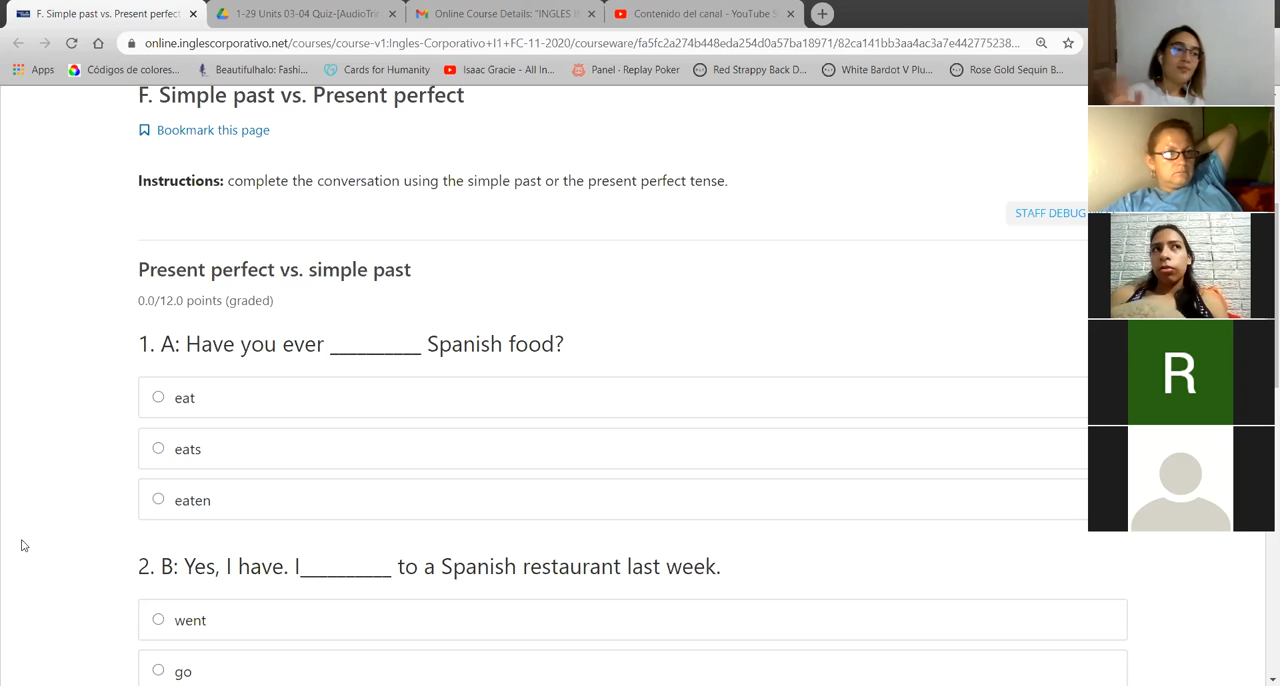 F. Simple past vs. Present perfect
1-29 Units 03-04 Quiz-[AudioTri
Online Course Details: "INGLES I
Contenido del canal - YouTube S
online.inglescorporativo.net/courses/course-v1:Ingles-Corporativo+I1+FC-11-2020/courseware/fa5fc2a274b448eda254d0a57ba18971/82ca141bb3aa4ac3a7e442775238...
Apps
Códigos de colores...
Beautifulhalo: Fashi...
Cards for Humanity
Isaac Gracie - All In...
Panel · Replay Poker
Red Strappy Back D...
White Bardot V Plu...
Rose Gold Sequin B...
F. Simple past vs. Present perfect
Bookmark this page
Instructions: complete the conversation using the simple past or the present perfect tense.
STAFF DEBUG
Present perfect vs. simple past
0.0/12.0 points (graded)
1. A: Have you ever __________ Spanish food?
eat
eats
eaten
2. B: Yes, I have. I__________ to a Spanish restaurant last week.
went
go
R